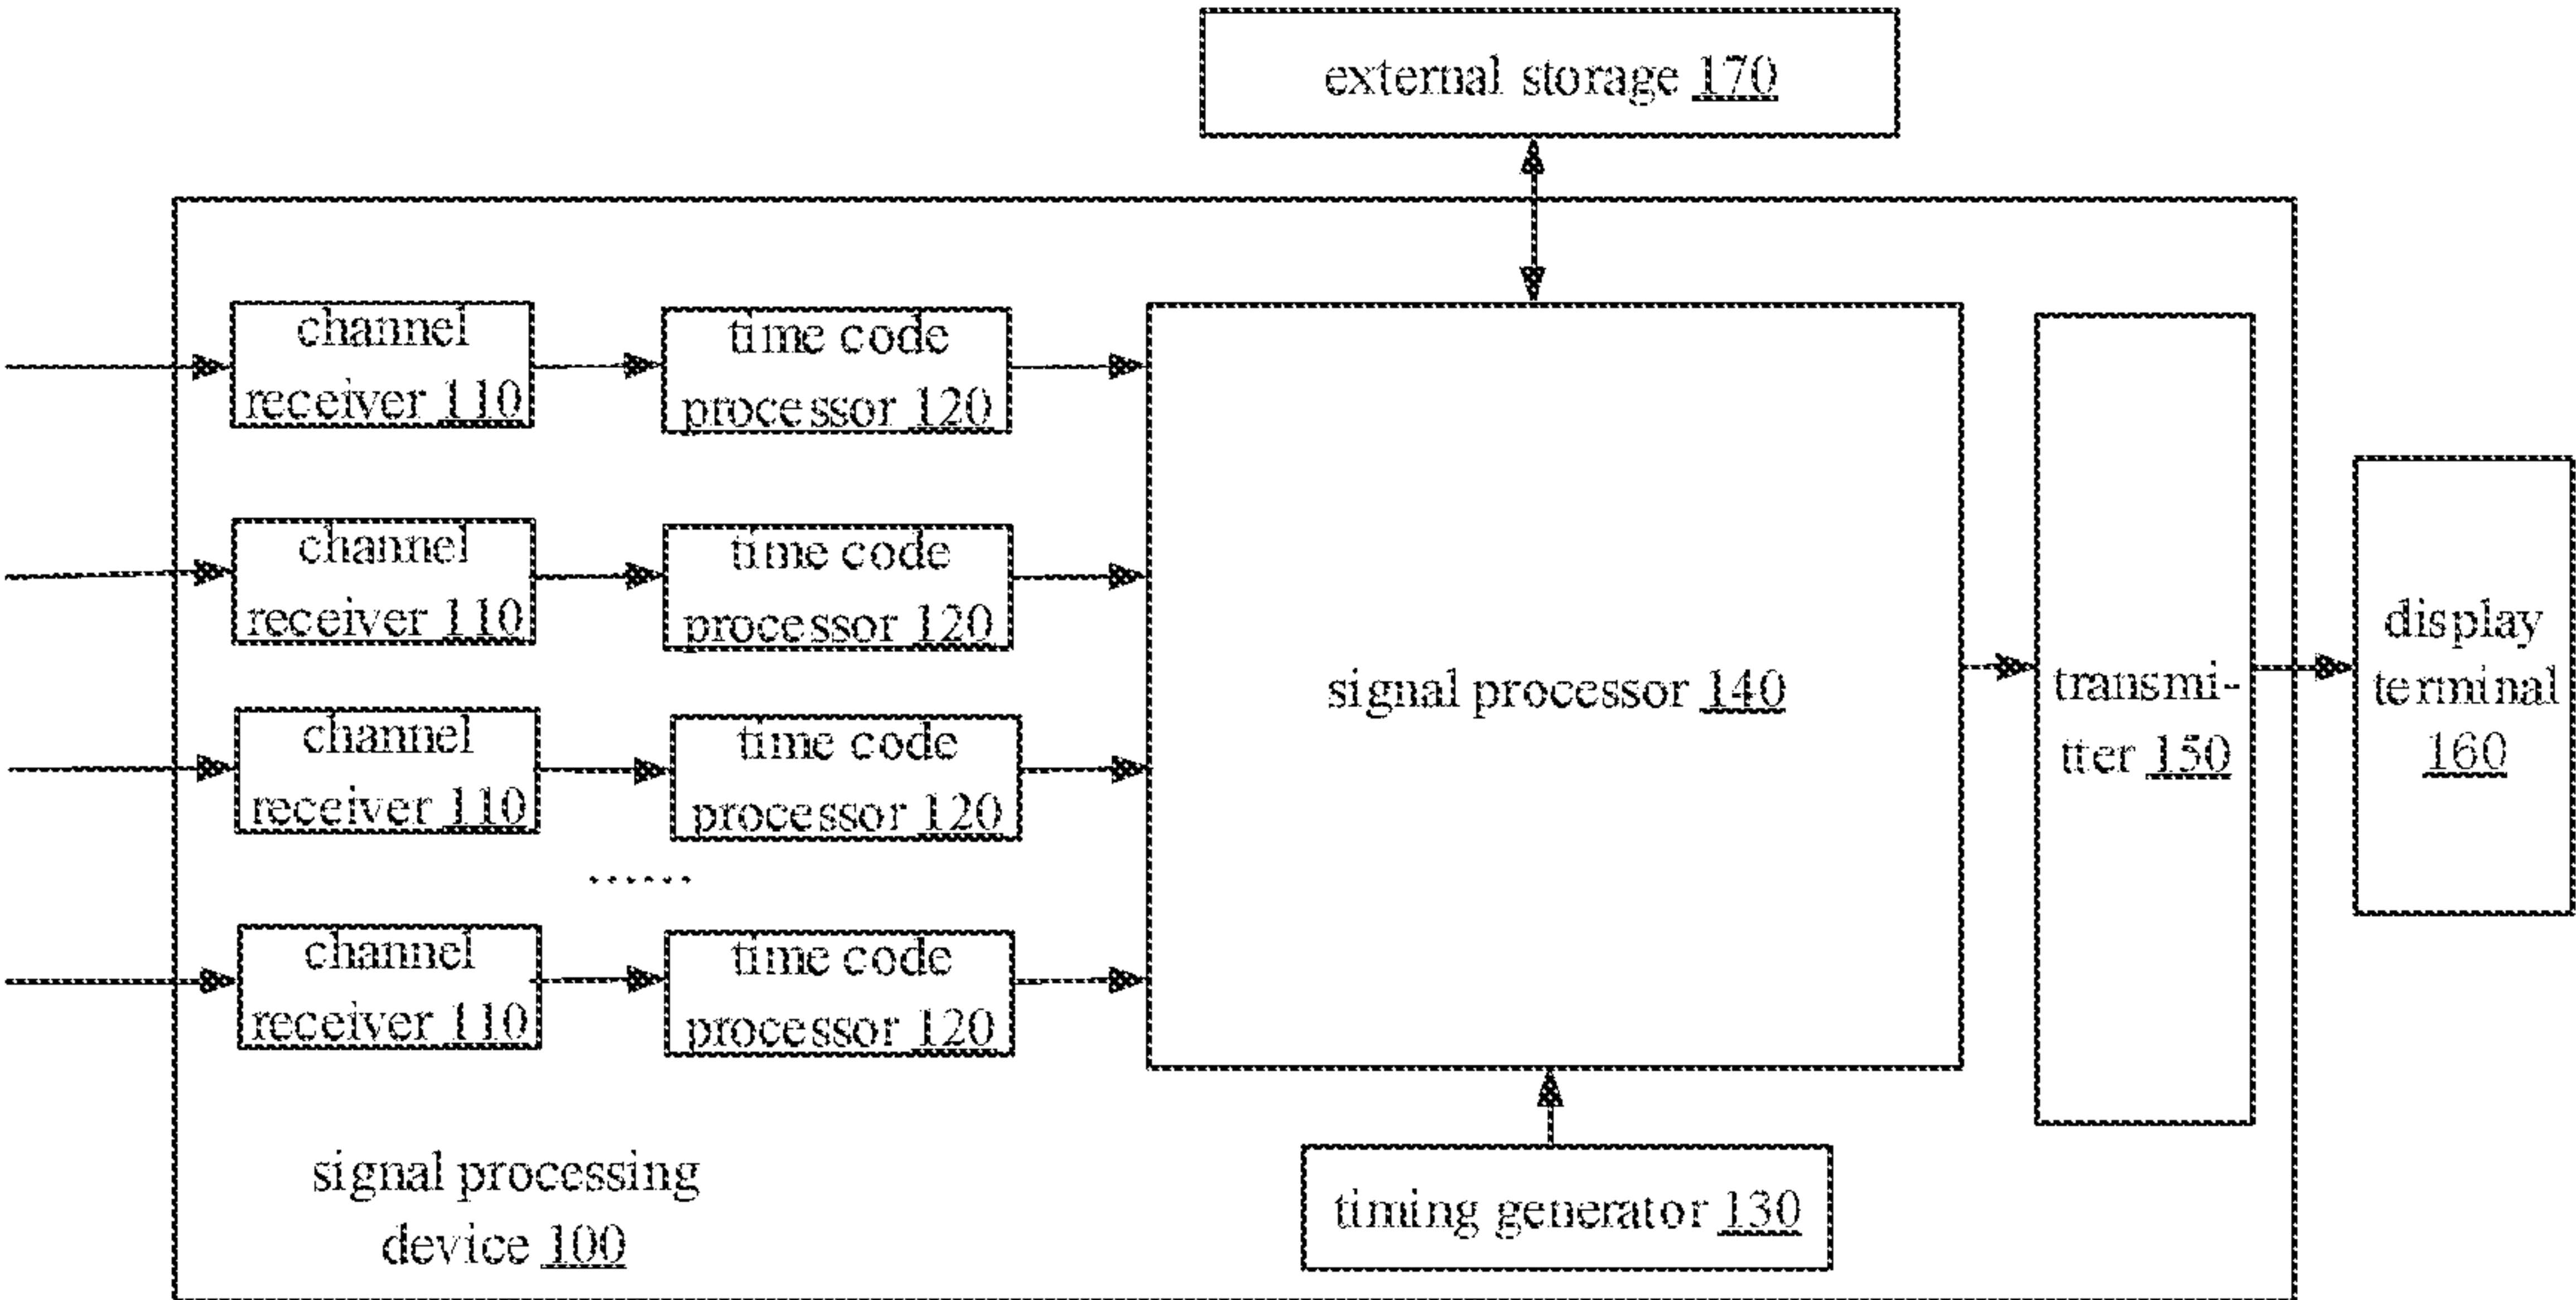 external storage 170
channel
receiver 110
time code
processor 120
channel
receiver 110
time code
processor 120
channel
receiver 110
time code
processor 120
......
channel
receiver 110
time code
processor 120
signal processor 140
transmi-
tter 150
display
terminal
160
timing generator 130
signal processing
device 100